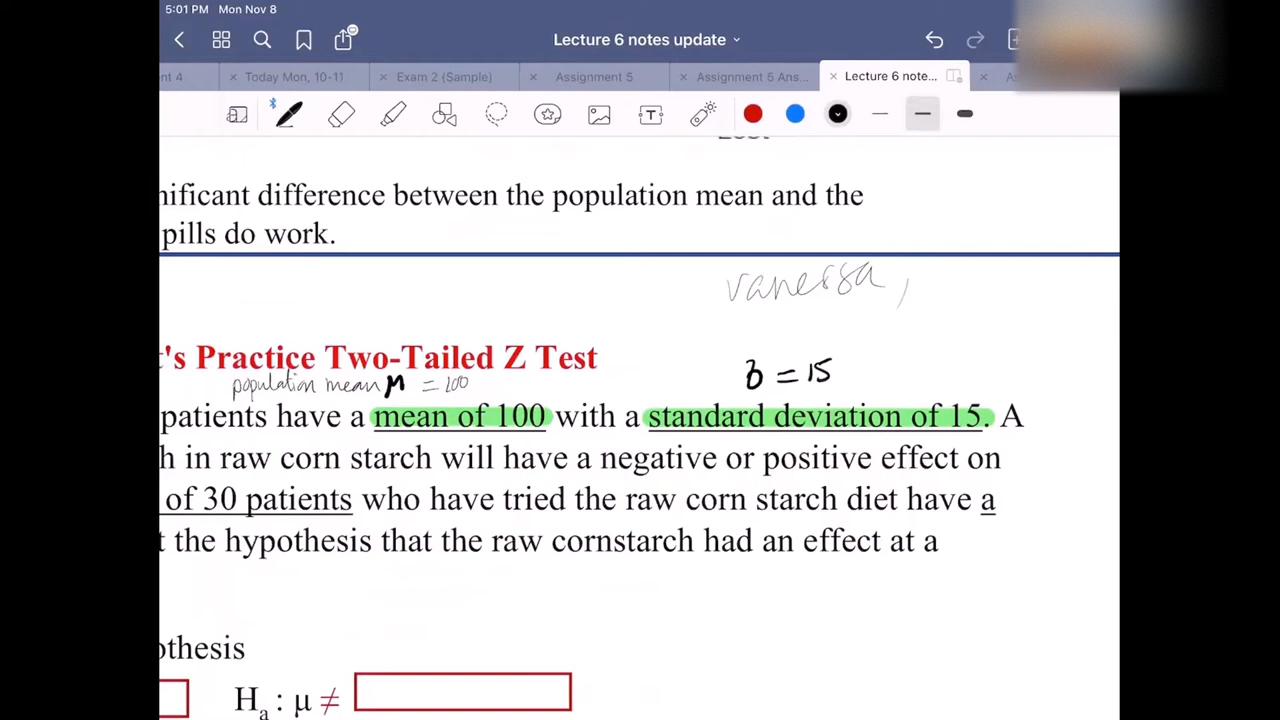 5:01 PM Mon Nov 8
Lecture 6 notes update
nt 4 Today Mon, 10-11 Exam 2 (Sample) Assignment 5 Assignment 5 Ans... Lecture 6 note...
T
nificant difference between the population mean and the
pills do work.
vanessa,
t's Practice Two-Tailed Z Test
population mean μ = 100
σ = 15
patients have a mean of 100 with a standard deviation of 15. A
h in raw corn starch will have a negative or positive effect on
of 30 patients who have tried the raw corn starch diet have a
t the hypothesis that the raw cornstarch had an effect at a
othesis
Ha : μ ≠